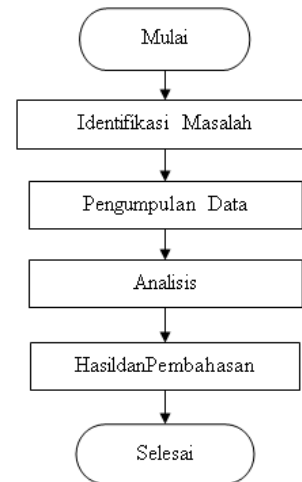 Mulai
Identifikasi Masalah
Pengumpulan Data
Analisis
HasildanPembahasan
Selesai